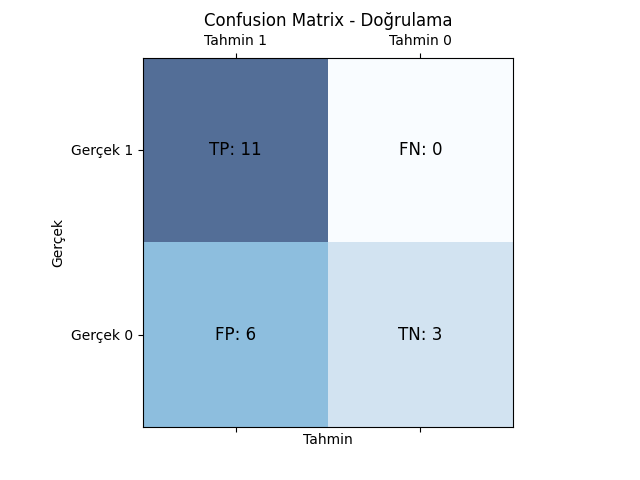 Confusion Matrix - Doğrulama
Tahmin 1 Tahmin 0
Gerçek 1
TP: 11
FN: 0
Gerçek
Gerçek 0
FP: 6
TN: 3
Tahmin